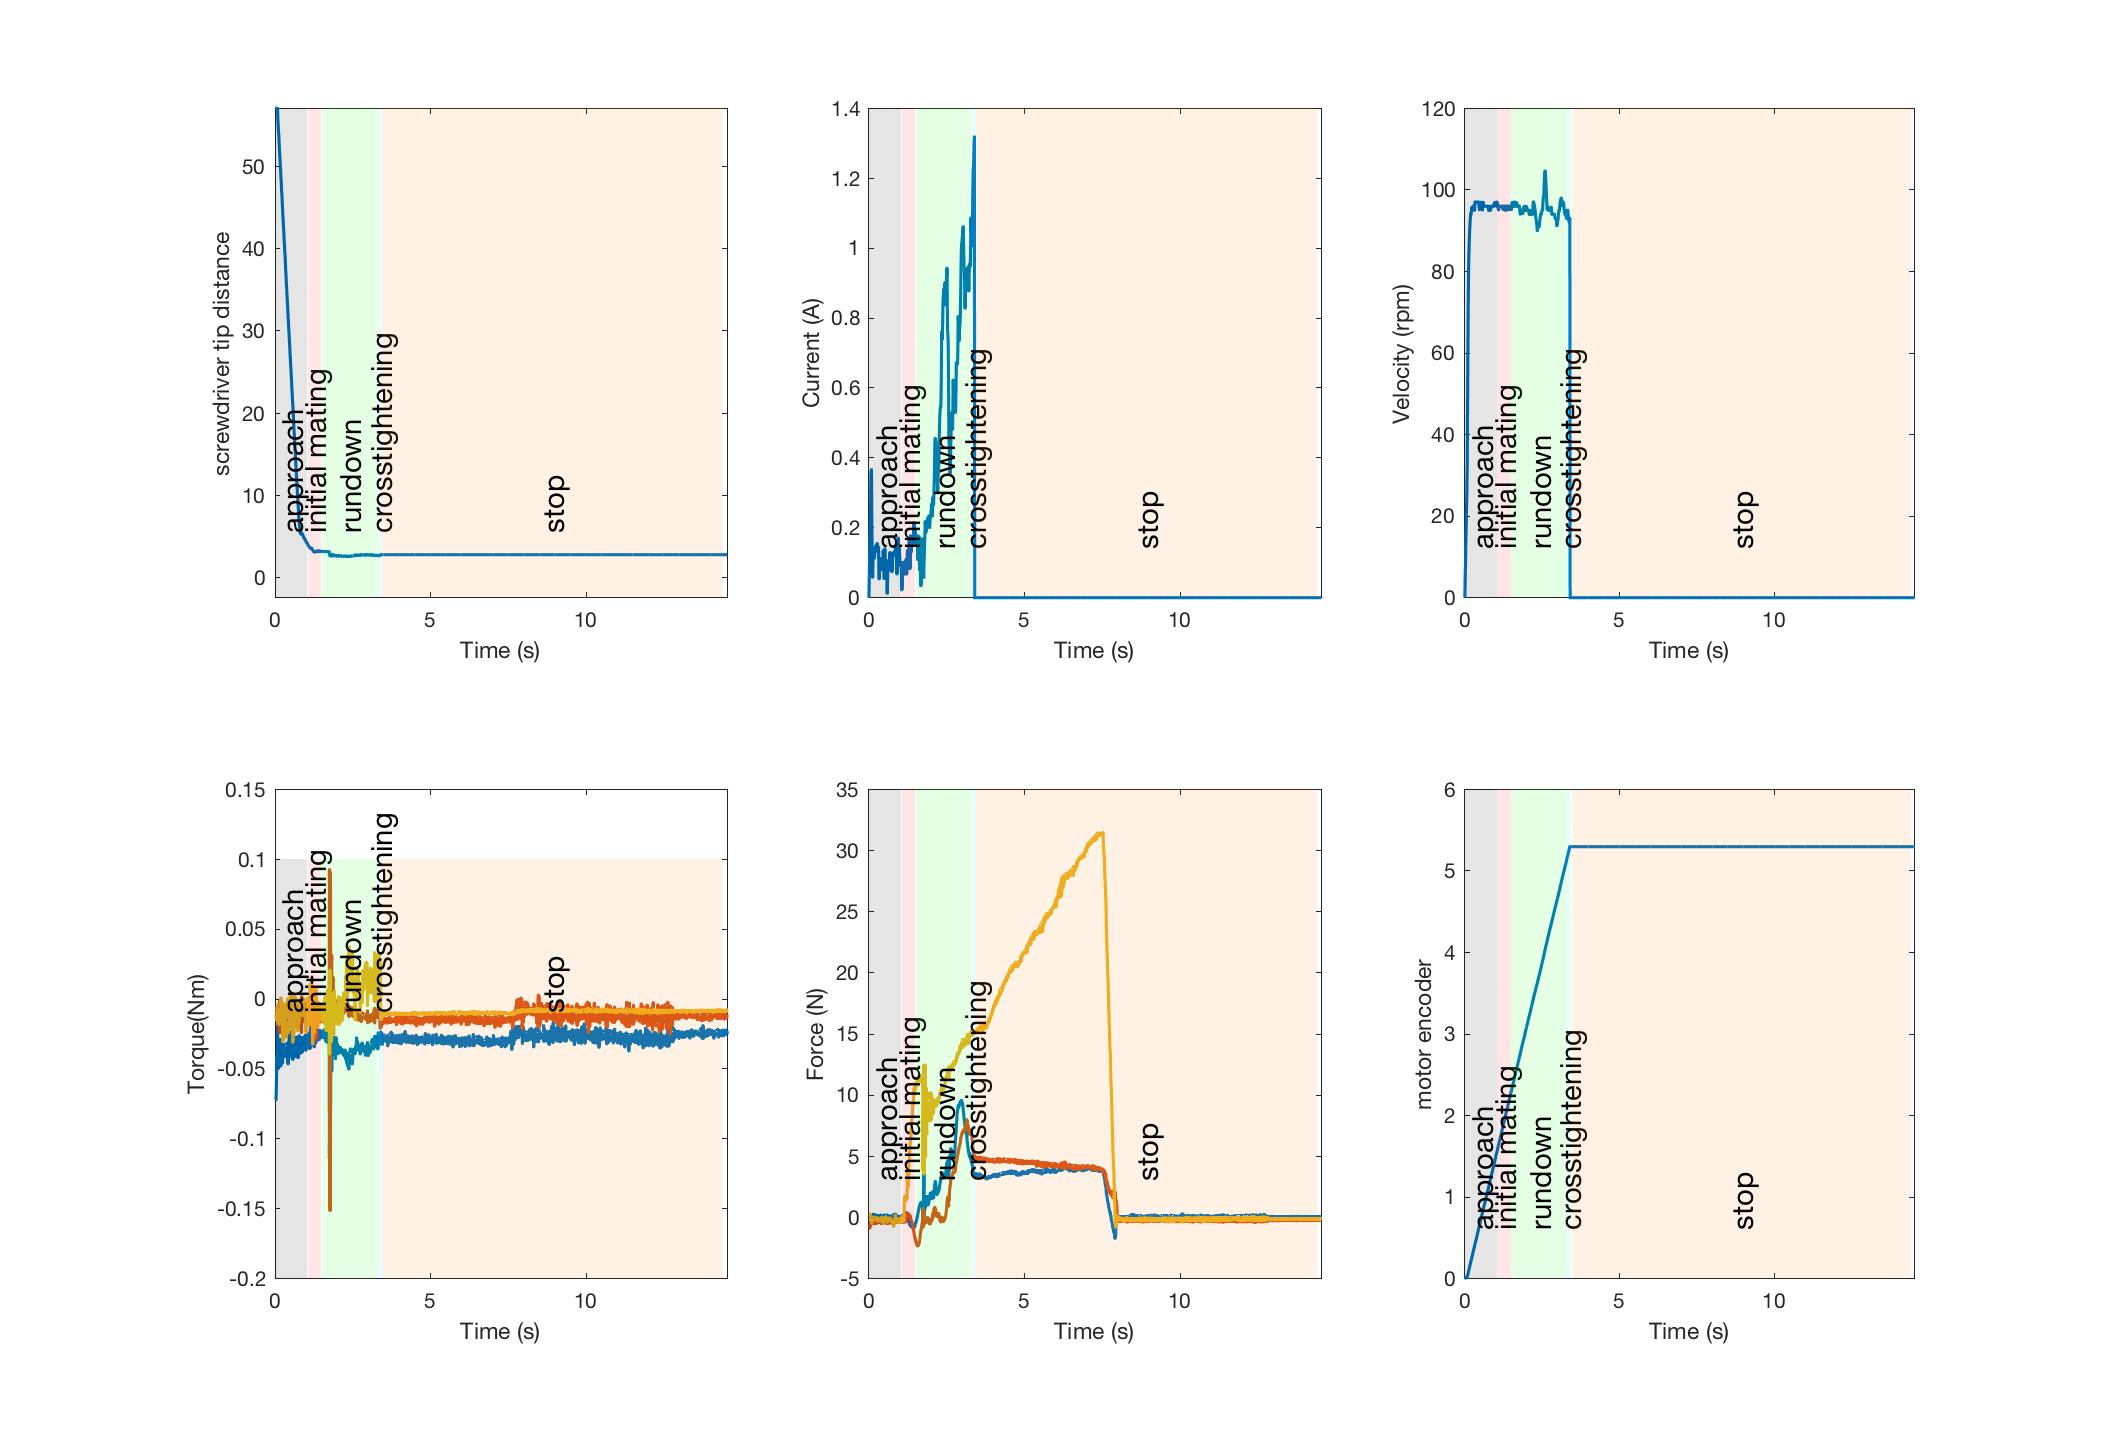 screwdriver tip distance
50
40
30
20
10
0
approach
initial mating
rundown
crosstightening
stop
0 5 10
Time (s)
Current (A)
1.4
1.2
1
0.8
0.6
0.4
0.2
0
approach
initial mating
rundown
crosstightening
stop
0 5 10
Time (s)
Velocity (rpm)
120
100
80
60
40
20
0
approach
initial mating
rundown
crosstightening
stop
0 5 10
Time (s)
Torque(Nm)
0.15
0.1
0.05
0
-0.05
-0.1
-0.15
-0.2
approach
initial mating
rundown
crosstightening
stop
0 5 10
Time (s)
Force (N)
35
30
25
20
15
10
5
0
-5
approach
initial mating
rundown
crosstightening
stop
0 5 10
Time (s)
motor encoder
6
5
4
3
2
1
0
approach
initial mating
rundown
crosstightening
stop
0 5 10
Time (s)